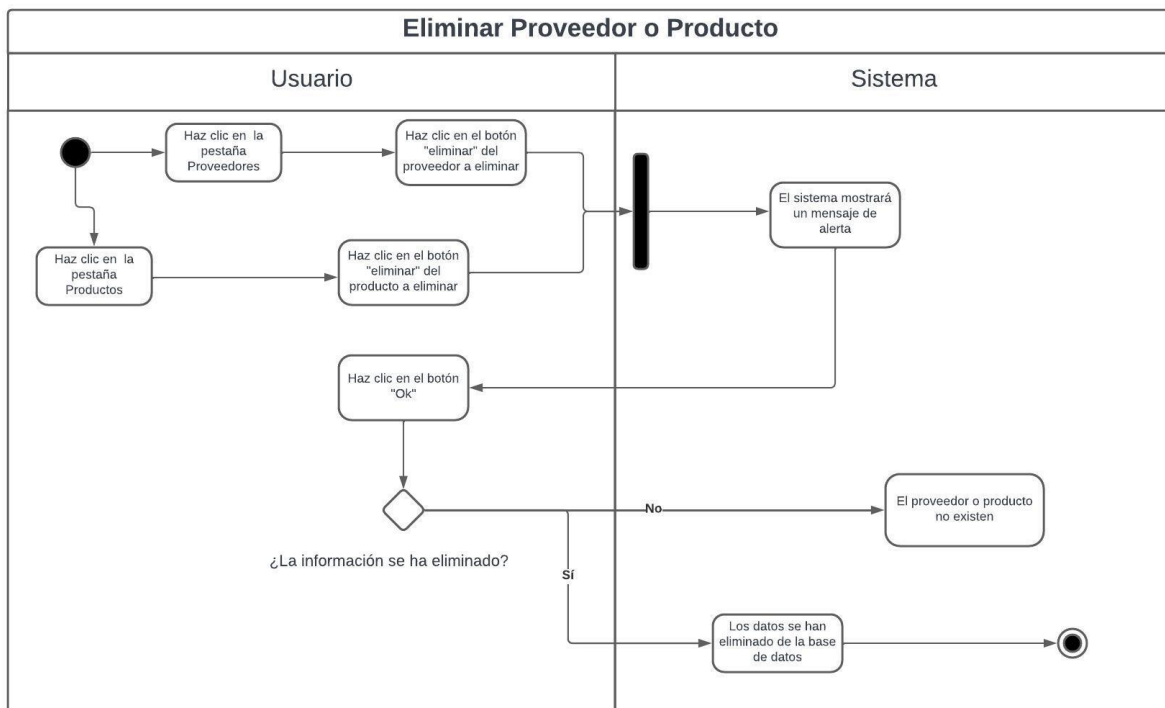 Eliminar Proveedor o Producto
Usuario
Sistema
Haz clic en la
pestaña
Proveedores
Haz clic en el botón
"eliminar" del
proveedor a eliminar
El sistema mostrará
un mensaje de
alerta
Haz clic en la
pestaña
Productos
Haz clic en el botón
"eliminar" del
producto a eliminar
Haz clic en el botón
"Ok"
No
El proveedor o producto
no existen
¿La información se ha eliminado?
Sí
Los datos se han
eliminado de la base
de datos